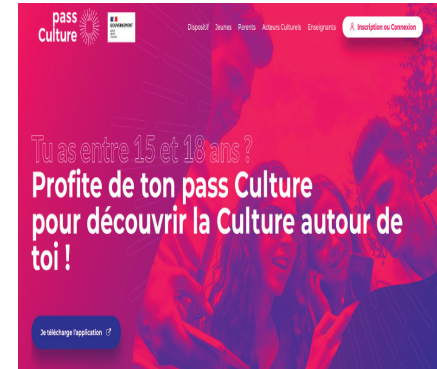 pass
Culture
GOUVERNEMENT
Dispositif Jeunes Parents Acteurs Culturels Enseignants Inscription ou Connexion
Tu as entre 15 et 18 ans ?
Profite de ton pass Culture
pour découvrir la Culture autour de
toi !
Je télécharge l'application